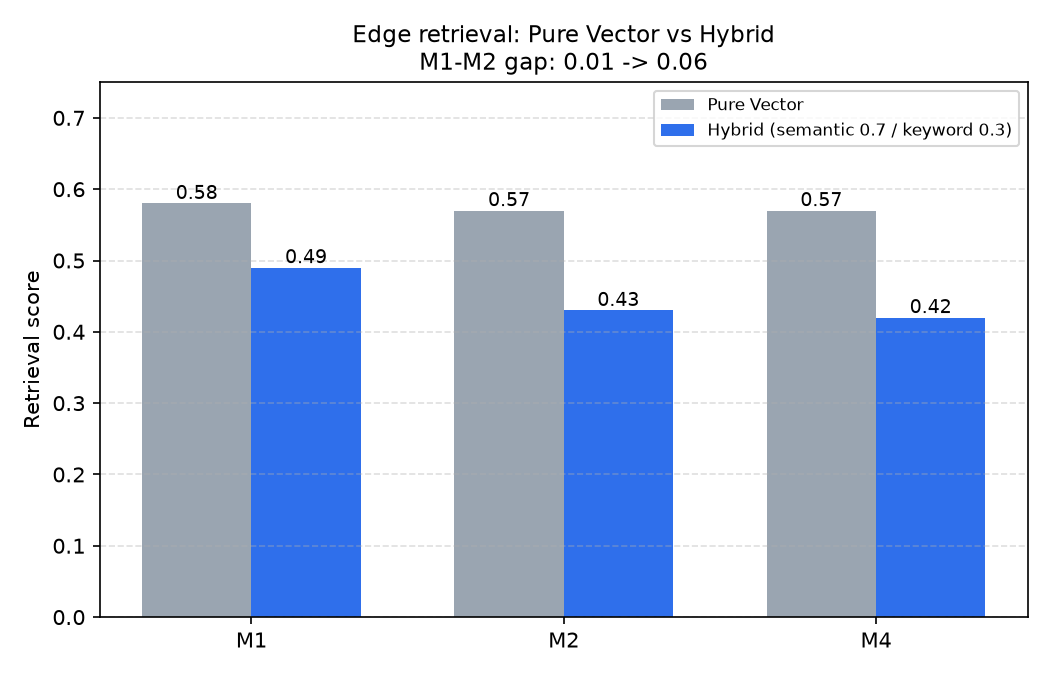 Edge retrieval: Pure Vector vs Hybrid
M1-M2 gap: 0.01 -> 0.06
Pure Vector
Hybrid (semantic 0.7 / keyword 0.3)
Retrieval score
0.7
0.6
0.5
0.4
0.3
0.2
0.1
0.0
0.58
0.49
0.57
0.43
0.57
0.42
M1
M2
M4